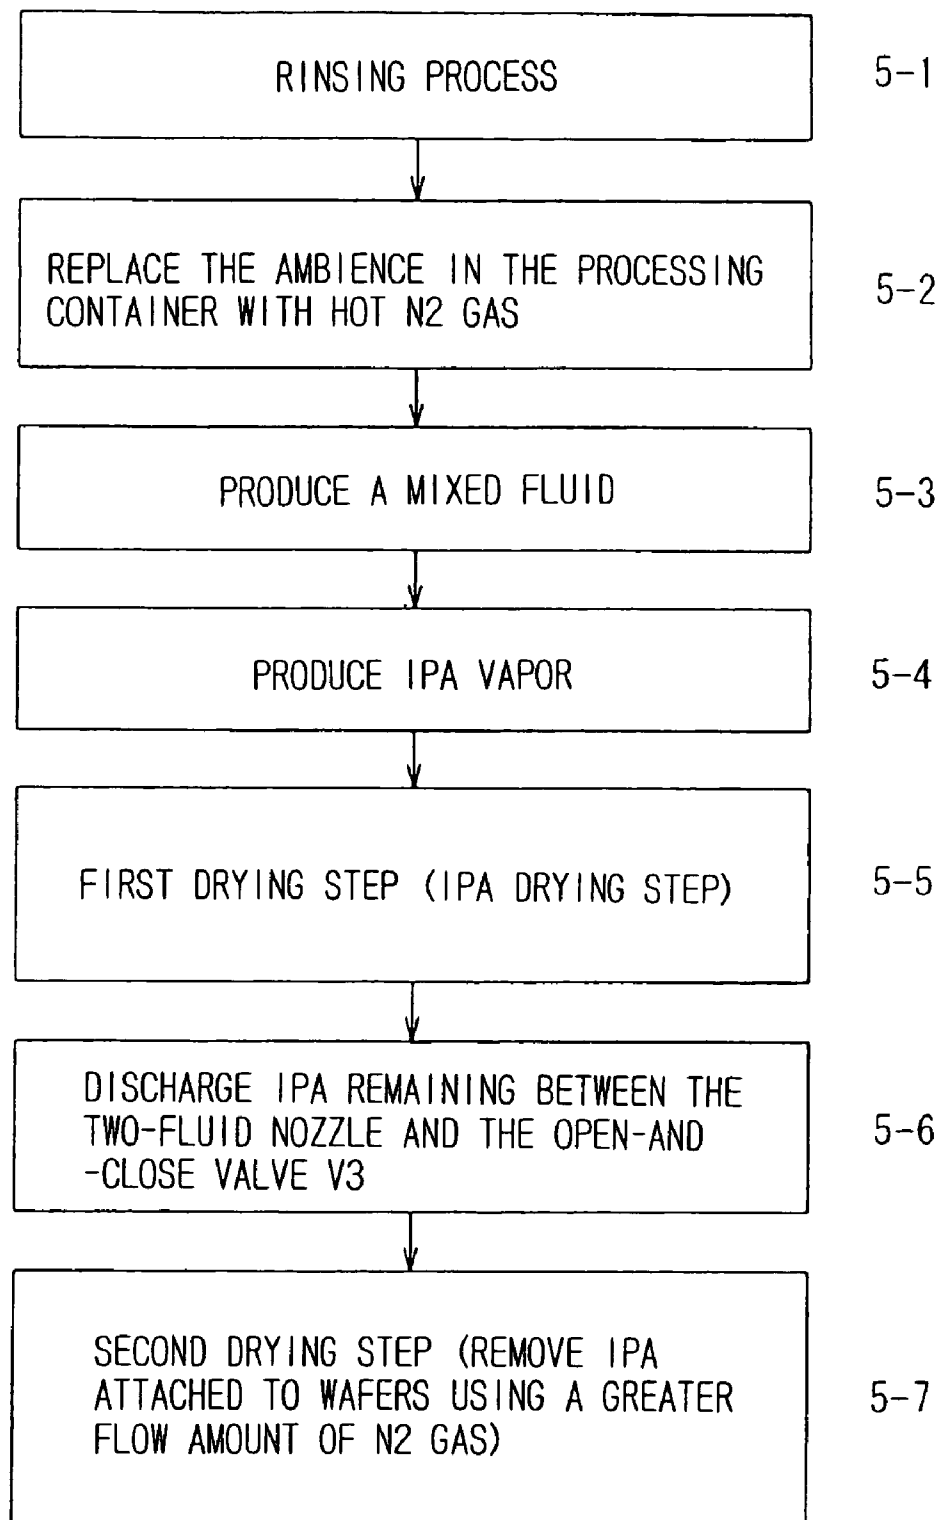 RINSING PROCESS
5-1
REPLACE THE AMBIENCE IN THE PROCESSING
CONTAINER WITH HOT N2 GAS
5-2
PRODUCE A MIXED FLUID
5-3
PRODUCE IPA VAPOR
5-4
FIRST DRYING STEP (IPA DRYING STEP)
5-5
DISCHARGE IPA REMAINING BETWEEN THE
TWO-FLUID NOZZLE AND THE OPEN-AND
-CLOSE VALVE V3
5-6
SECOND DRYING STEP (REMOVE IPA
ATTACHED TO WAFERS USING A GREATER
FLOW AMOUNT OF N2 GAS)
5-7